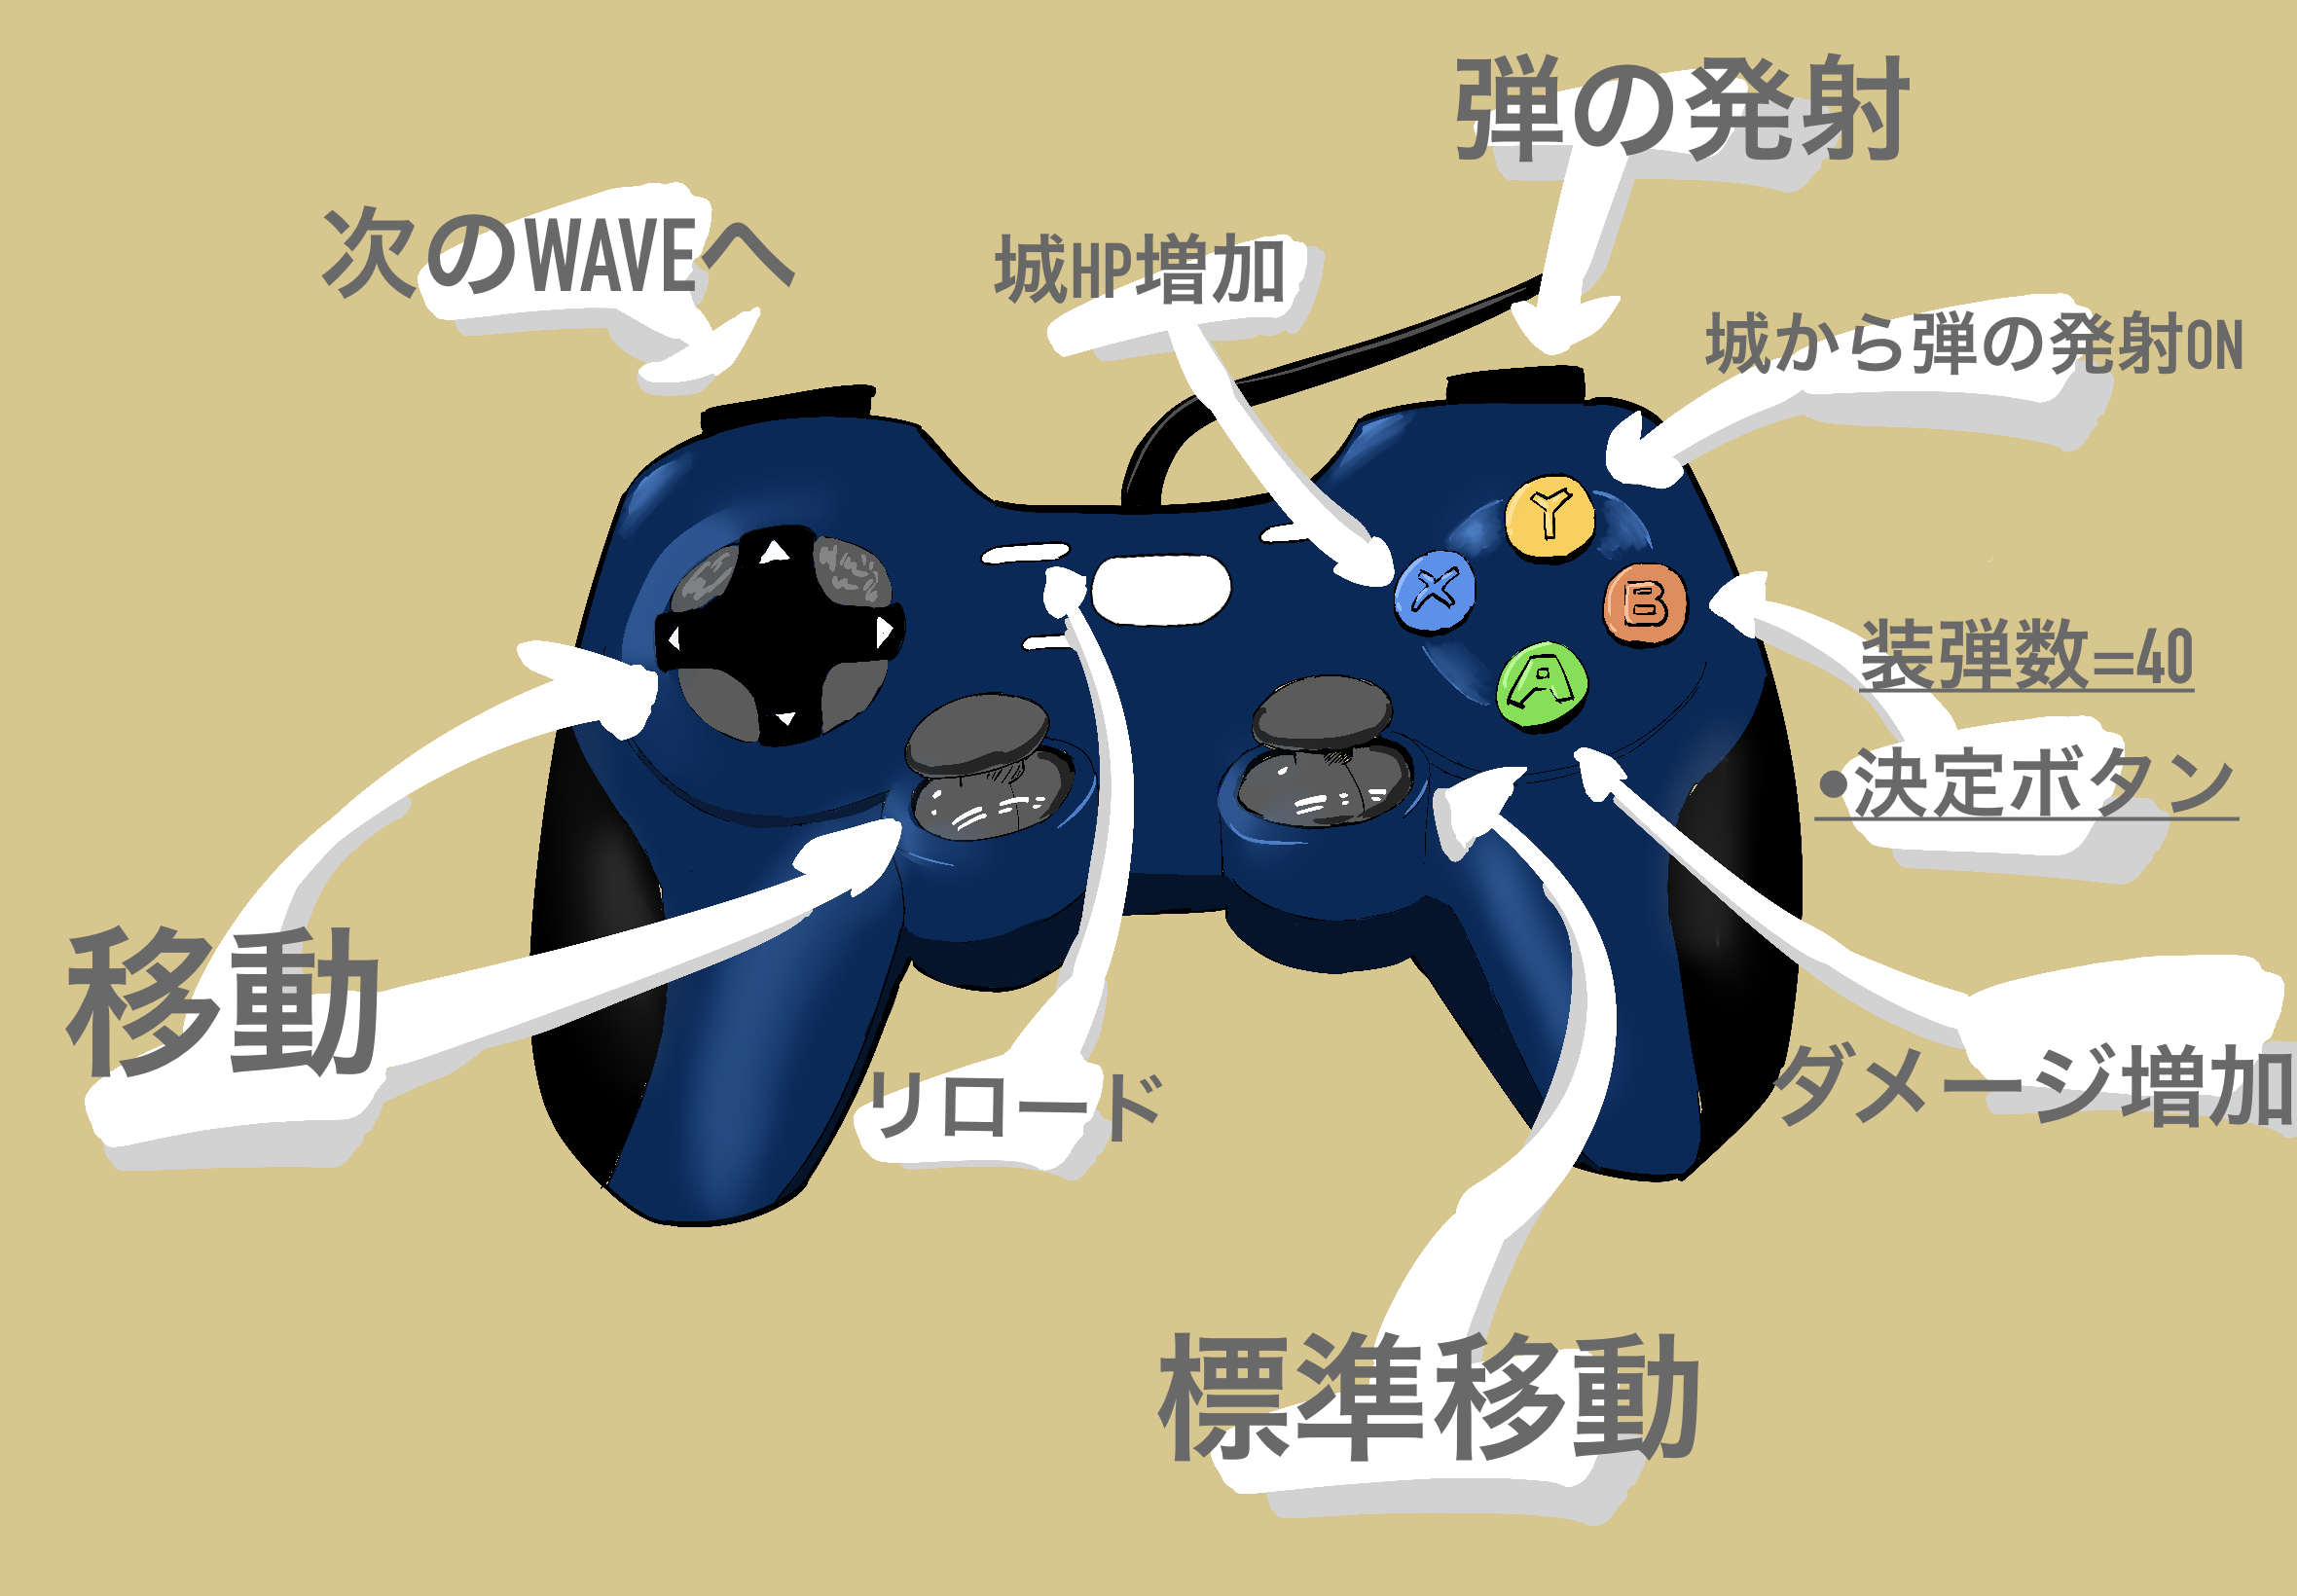 弾の発射
次のWAVEへ
城HP増加
城から弾の発射ON
Y
X
B
装弾数=40
A
•決定ボタン
移動
リロード
ダメージ増加
標準移動